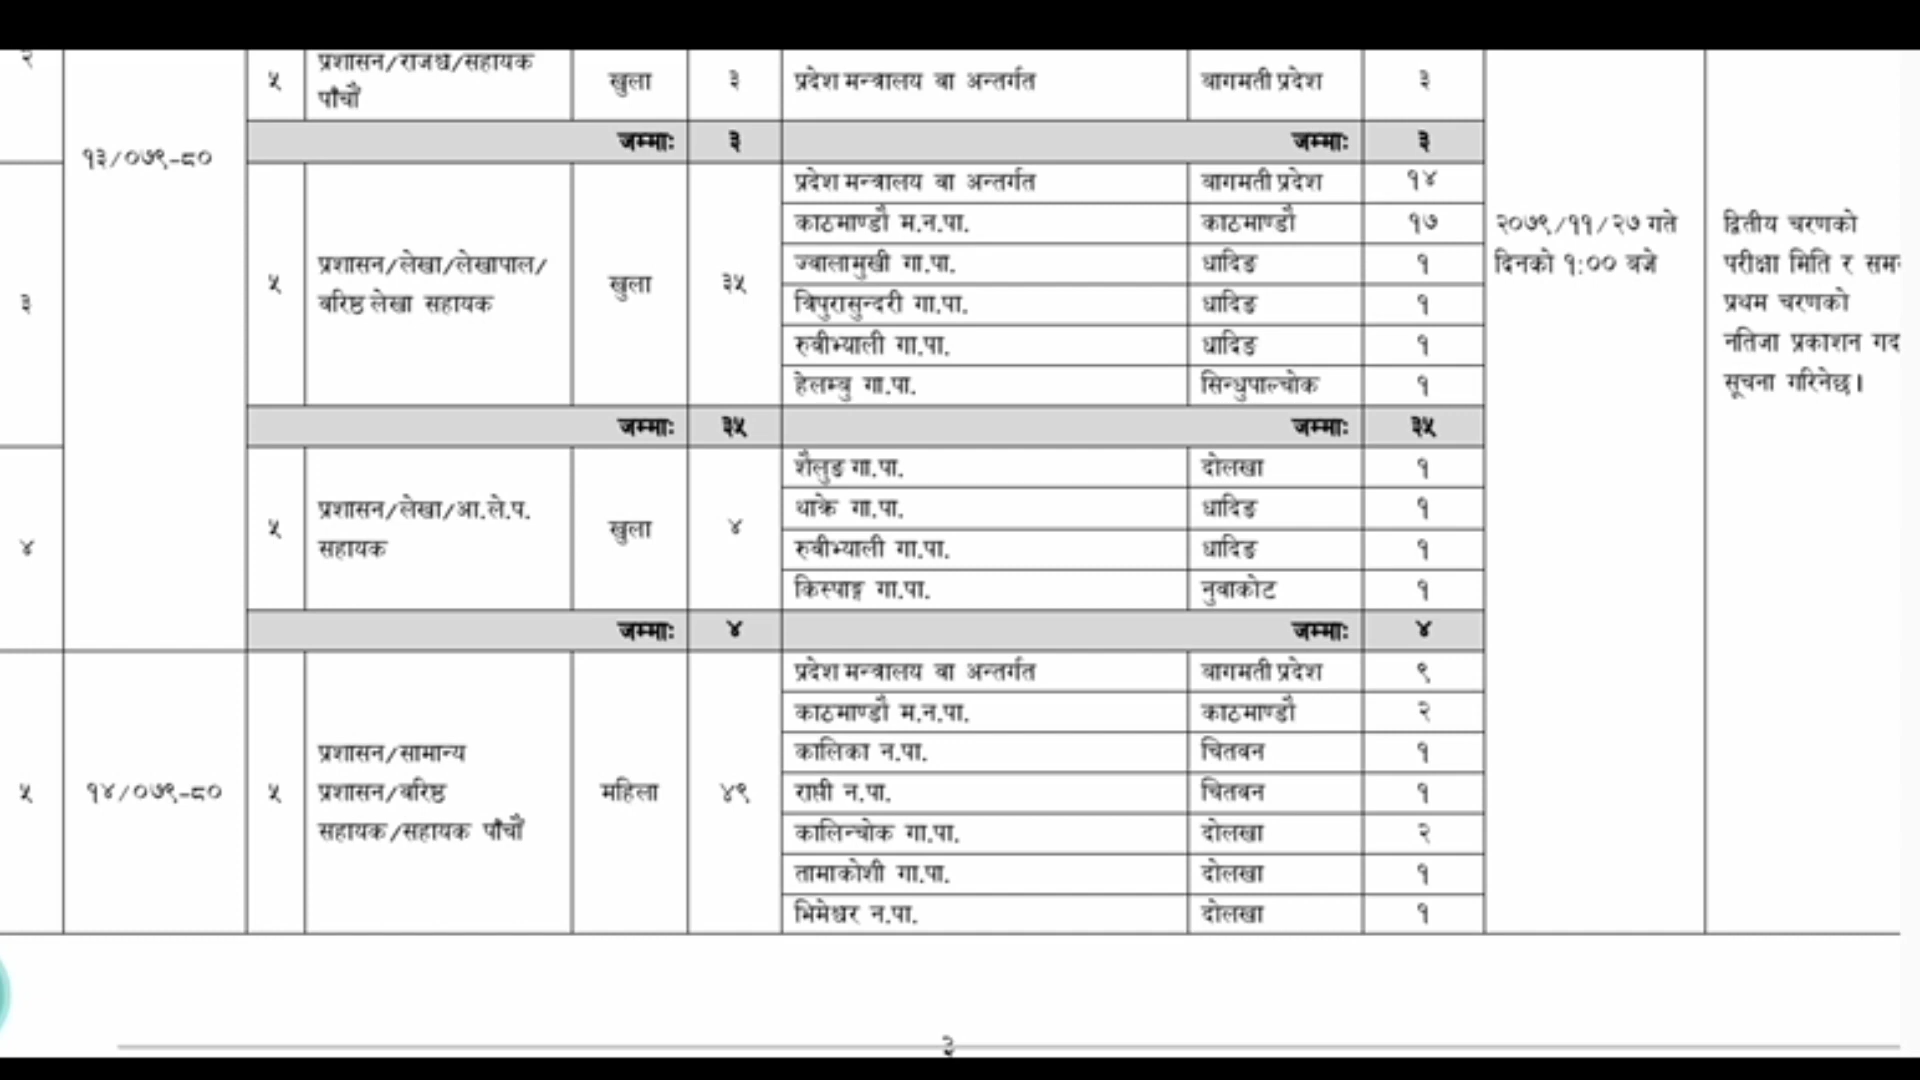 २
५
प्रशासन/राजश्व/सहायक
पाँचौं
खुला
३
प्रदेश मन्त्रालय वा अन्तर्गत
बागमती प्रदेश
३
जम्माः
३
जम्माः
३
१३/०७९-८०
३
५
प्रशासन/लेखा/लेखापाल/
बरिष्ठ लेखा सहायक
खुला
३५
प्रदेश मन्त्रालय वा अन्तर्गत
बागमती प्रदेश
१४
काठमाण्डौ म.न.पा.
काठमाण्डौ
१७
ज्वालामुखी गा.पा.
धादिङ
१
त्रिपुरासुन्दरी गा.पा.
धादिङ
१
रुवीभ्याली गा.पा.
धादिङ
१
हेलम्बु गा.पा.
सिन्धुपाल्चोक
१
२०७९/११/२७ गते
दिनको १:०० बजे
द्वितीय चरणको
परीक्षा मिति र सम
प्रथम चरणको
नतिजा प्रकाशन गद
सूचना गरिनेछ।
जम्माः
३५
जम्माः
३५
४
५
प्रशासन/लेखा/आ.ले.प.
सहायक
खुला
४
शैलुङ गा.पा.
दोलखा
१
थाक्रे गा.पा.
धादिङ
१
रुवीभ्याली गा.पा.
धादिङ
१
किस्पाङ्ग गा.पा.
नुवाकोट
१
जम्माः
४
जम्माः
४
५
१४/०७९-८०
५
प्रशासन/सामान्य
प्रशासन/बरिष्ठ
सहायक/सहायक पाँचौं
महिला
४९
प्रदेश मन्त्रालय वा अन्तर्गत
बागमती प्रदेश
९
काठमाण्डौ म.न.पा.
काठमाण्डौ
२
कालिका न.पा.
चितवन
१
राप्ती न.पा.
चितवन
१
कालिन्चोक गा.पा.
दोलखा
२
तामाकोशी गा.पा.
दोलखा
१
भिमेश्वर न.पा.
दोलखा
१